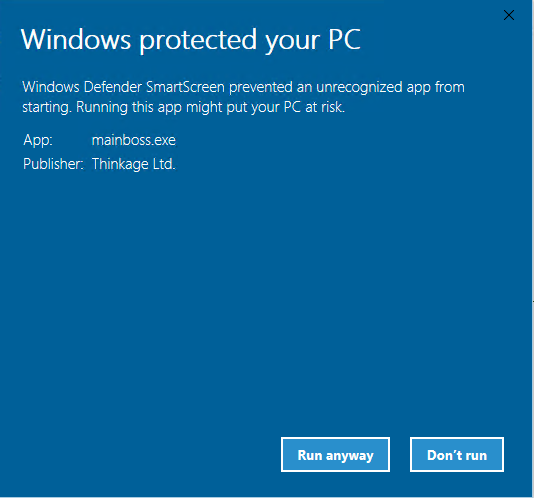 Windows protected your PC
Windows Defender SmartScreen prevented an unrecognized app from
starting. Running this app might put your PC at risk.
App: mainboss.exe
Publisher: Thinkage Ltd.
Run anyway Don't run